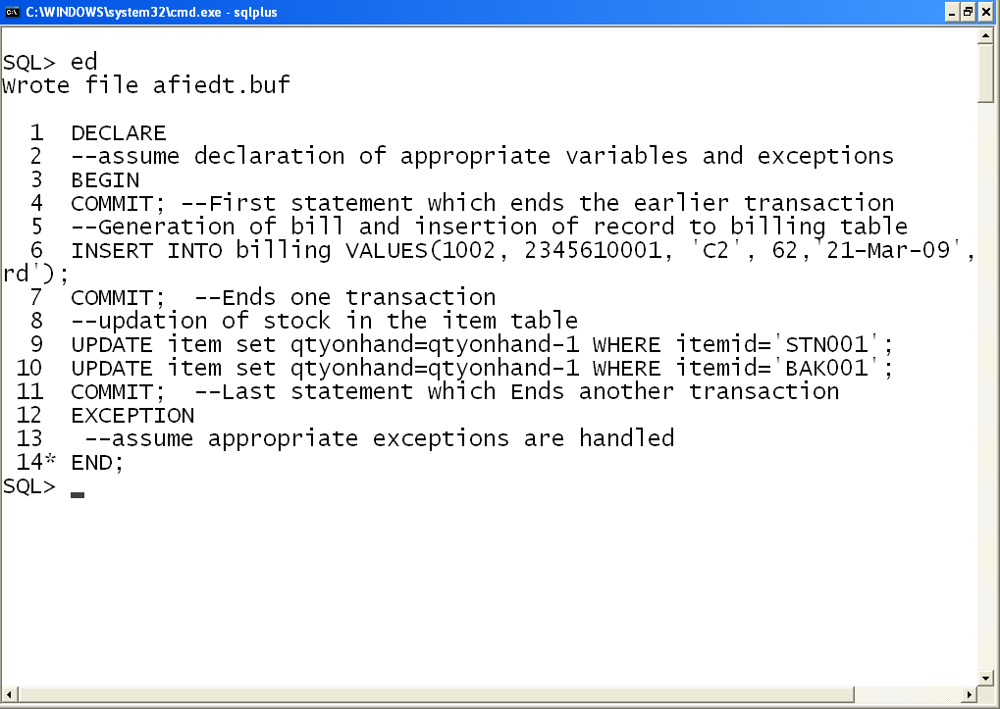 C:\WINDOWS\system32\cmd.exe - sqlplus
SQL> ed
Wrote file afiedt.buf
1 DECLARE
2 --assume declaration of appropriate variables and exceptions
3 BEGIN
4 COMMIT; --First statement which ends the earlier transaction
5 --Generation of bill and insertion of record to billing table
6 INSERT INTO billing VALUES(1002, 2345610001, 'C2', 62,'21-Mar-09',
rd');
7 COMMIT;  --Ends one transaction
8 --updation of stock in the item table
9 UPDATE item set qtyonhand=qtyonhand-1 WHERE itemid='STN001';
10 UPDATE item set qtyonhand=qtyonhand-1 WHERE itemid='BAK001';
11 COMMIT;  --Last statement which Ends another transaction
12 EXCEPTION
13  --assume appropriate exceptions are handled
14* END;
SQL> _